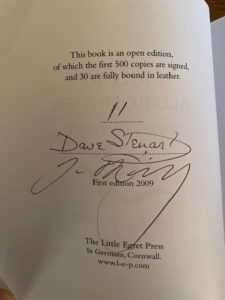 This book is an open edition,
of which the first 500 copies are signed,
and 30 are fully bound in leather.
11
Dave Steuart
First edition 2009
The Little Egret Press
St Germans, Cornwall.
www.l-e-p.com